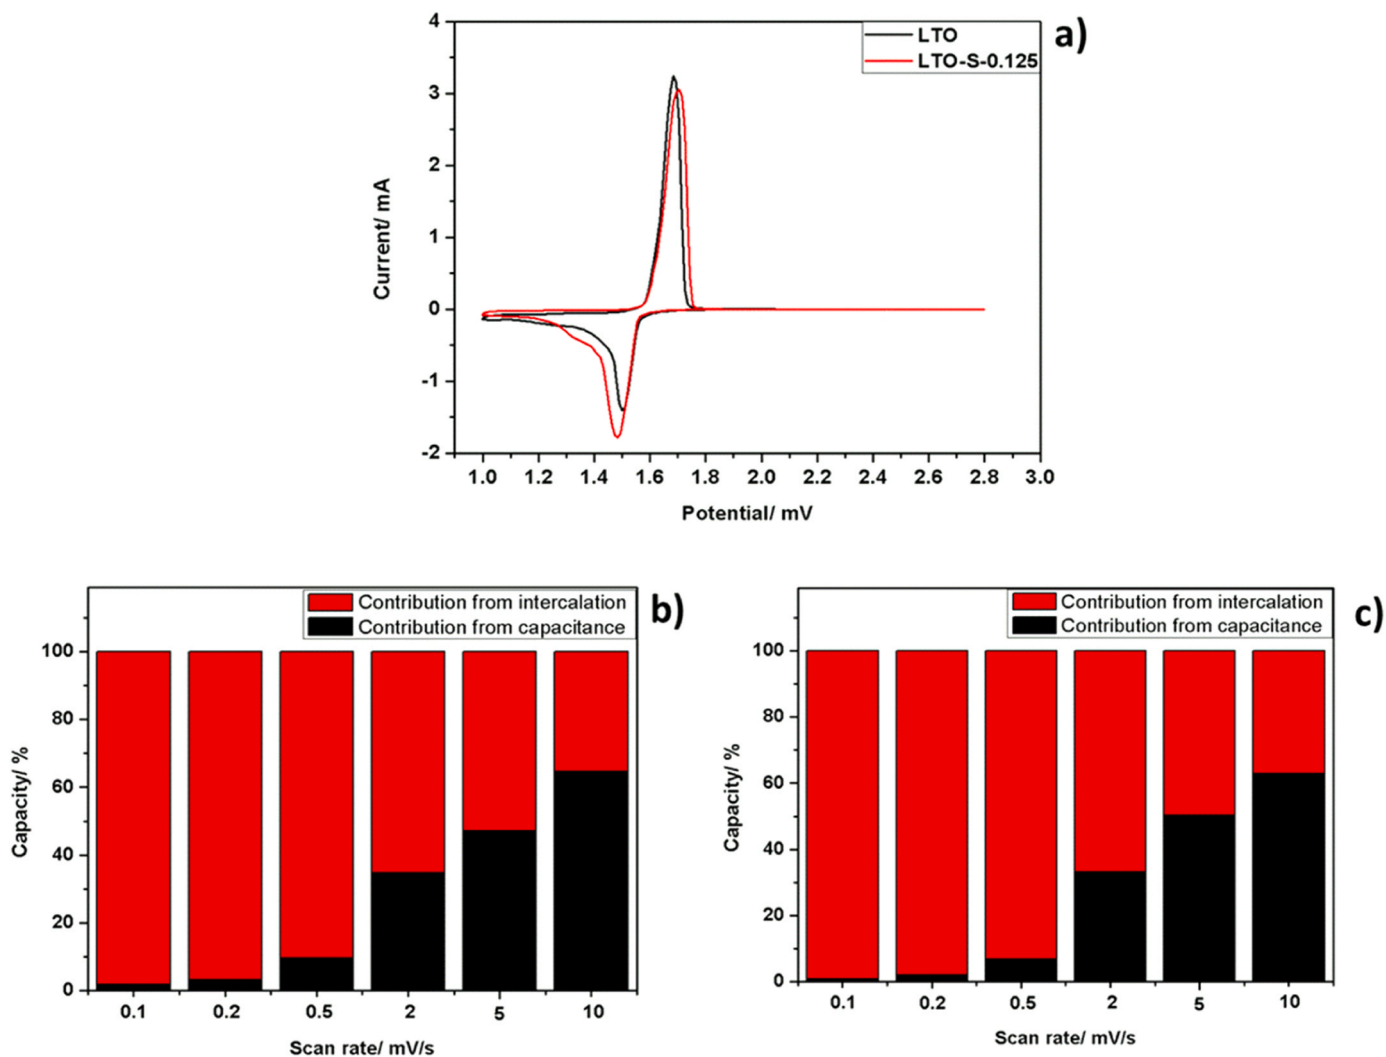 a)
LTO
LTO-S-0.125
4
3
2
1
0
-1
-2
Current/ mA
1.0 1.2 1.4 1.6 1.8 2.0 2.2 2.4 2.6 2.8 3.0
Potential/ mV
b)
Contribution from intercalation
Contribution from capacitance
100
80
60
40
20
0
Capacity/ %
0.1 0.2 0.5 2 5 10
Scan rate/ mV/s
c)
Contribution from intercalation
Contribution from capacitance
100
80
60
40
20
0
Capacity/ %
0.1 0.2 0.5 2 5 10
Scan rate/ mV/s